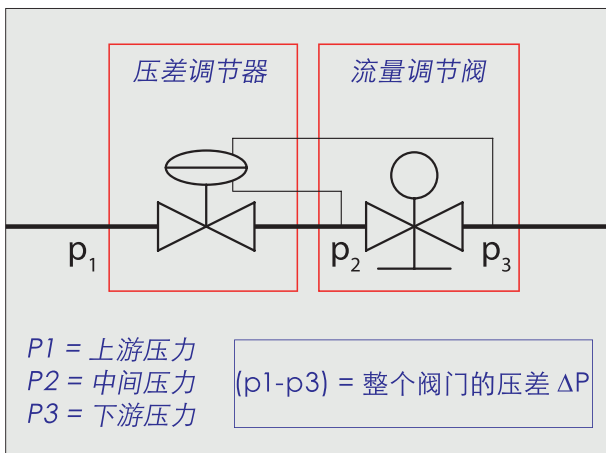 压差调节器
流量调节阀
p₁
p₂
p₃
P1 = 上游压力
P2 = 中间压力
P3 = 下游压力
(p1-p3) = 整个阀门的压差 ΔP